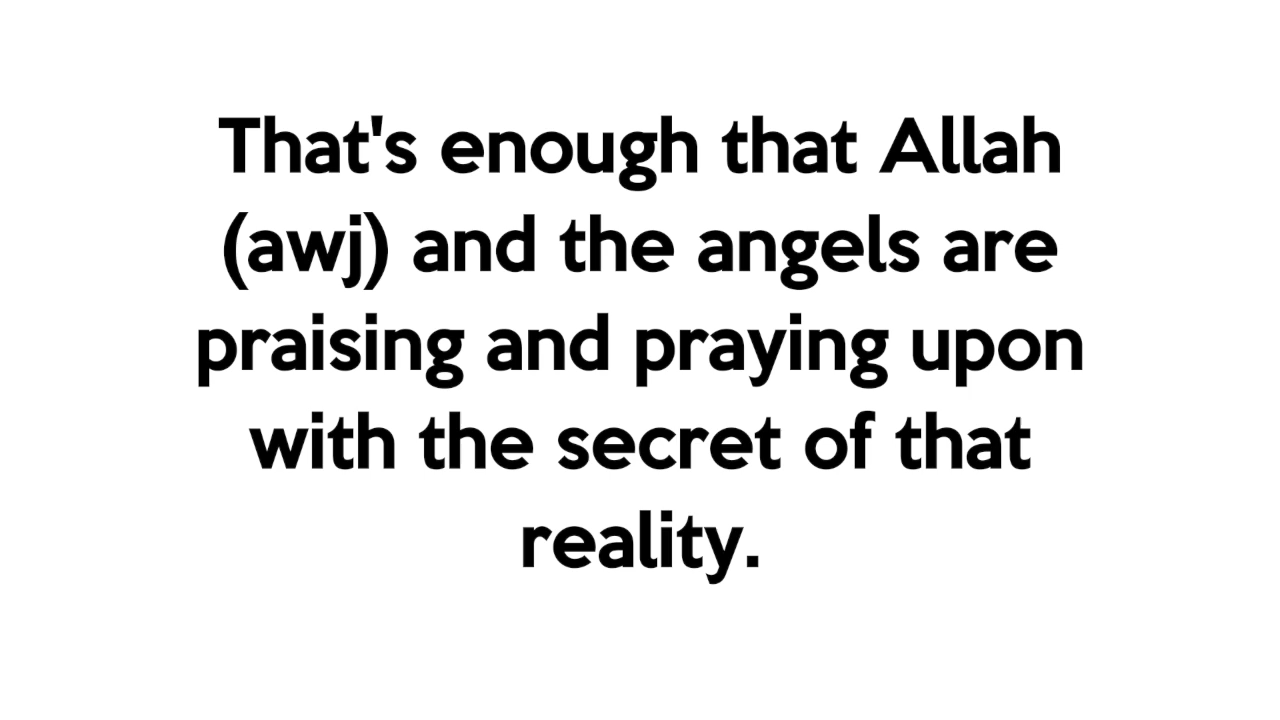 That's enough that Allah
(awj) and the angels are
praising and praying upon
with the secret of that
reality.